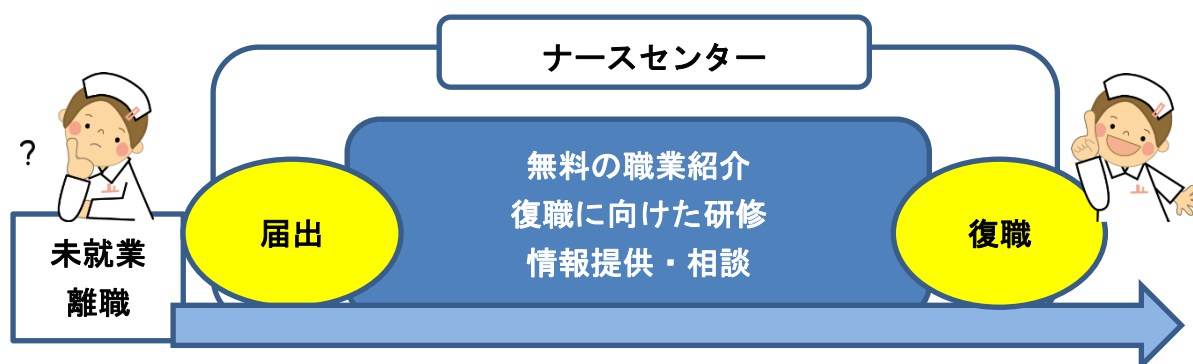 ナースセンター
?
未就業
離職
届出
無料の職業紹介
復職に向けた研修
情報提供・相談
復職